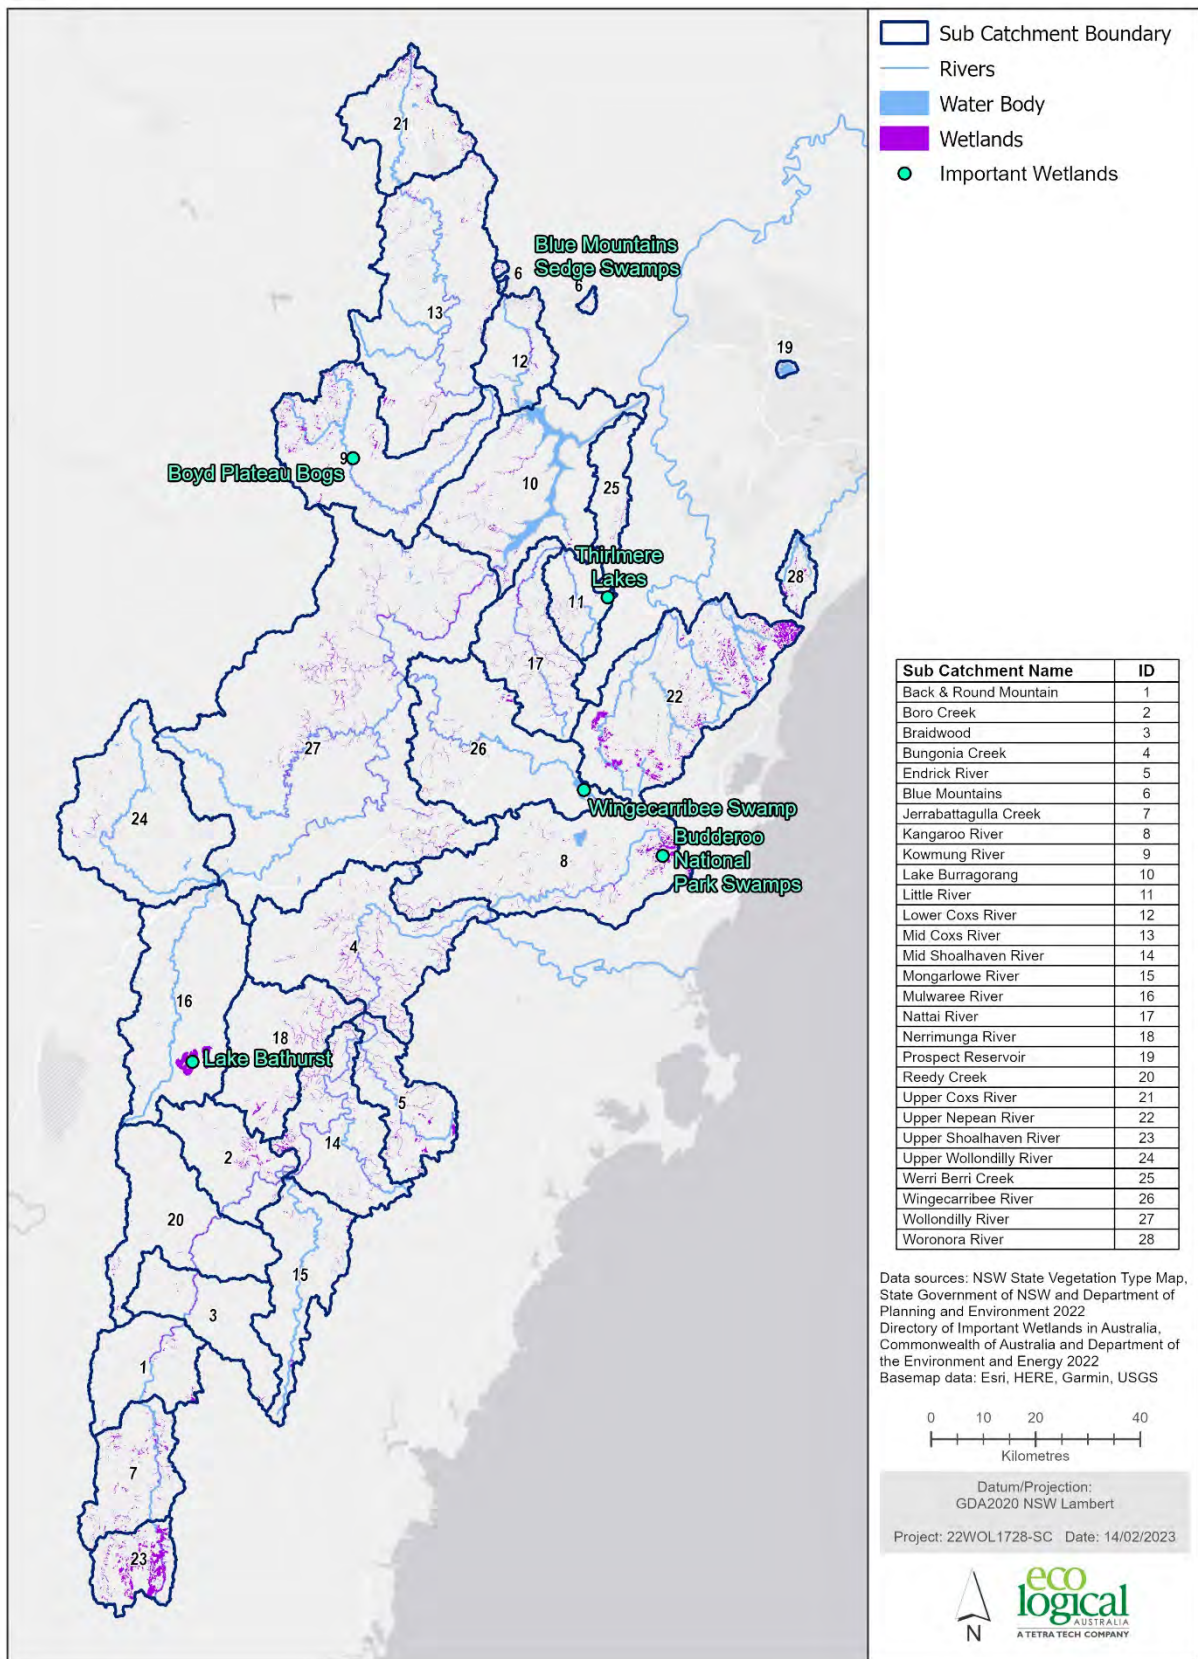 21
Blue Mountains
Sedge Swamps
6
6
13
12
19
Boyd Plateau Bogs
9
10
25
Thirlmere
Lakes
11
28
17
22
27
26
24
Wingecarribee Swamp
8
Budderoo
National
Park Swamps
4
16
18
Lake Bathurst
5
2
14
20
15
3
1
7
23
Sub Catchment Boundary
Rivers
Water Body
Wetlands
Important Wetlands
Sub Catchment Name ID
Back & Round Mountain 1
Boro Creek 2
Braidwood 3
Bungonia Creek 4
Endrick River 5
Blue Mountains 6
Jerrabattagulla Creek 7
Kangaroo River 8
Kowmung River 9
Lake Burragorang 10
Little River 11
Lower Coxs River 12
Mid Coxs River 13
Mid Shoalhaven River 14
Mongarlowe River 15
Mulwaree River 16
Nattai River 17
Nerrimunga River 18
Prospect Reservoir 19
Reedy Creek 20
Upper Coxs River 21
Upper Nepean River 22
Upper Shoalhaven River 23
Upper Wollondilly River 24
Werri Berri Creek 25
Wingecarribee River 26
Wollondilly River 27
Woronora River 28
Data sources: NSW State Vegetation Type Map,
State Government of NSW and Department of
Planning and Environment 2022
Directory of Important Wetlands in Australia,
Commonwealth of Australia and Department of
the Environment and Energy 2022
Basemap data: Esri, HERE, Garmin, USGS
0 10 20 40
Kilometres
Datum/Projection:
GDA2020 NSW Lambert
Project: 22WOL1728-SC Date: 14/02/2023
N
eco
logical
AUSTRALIA
A TETRA TECH COMPANY